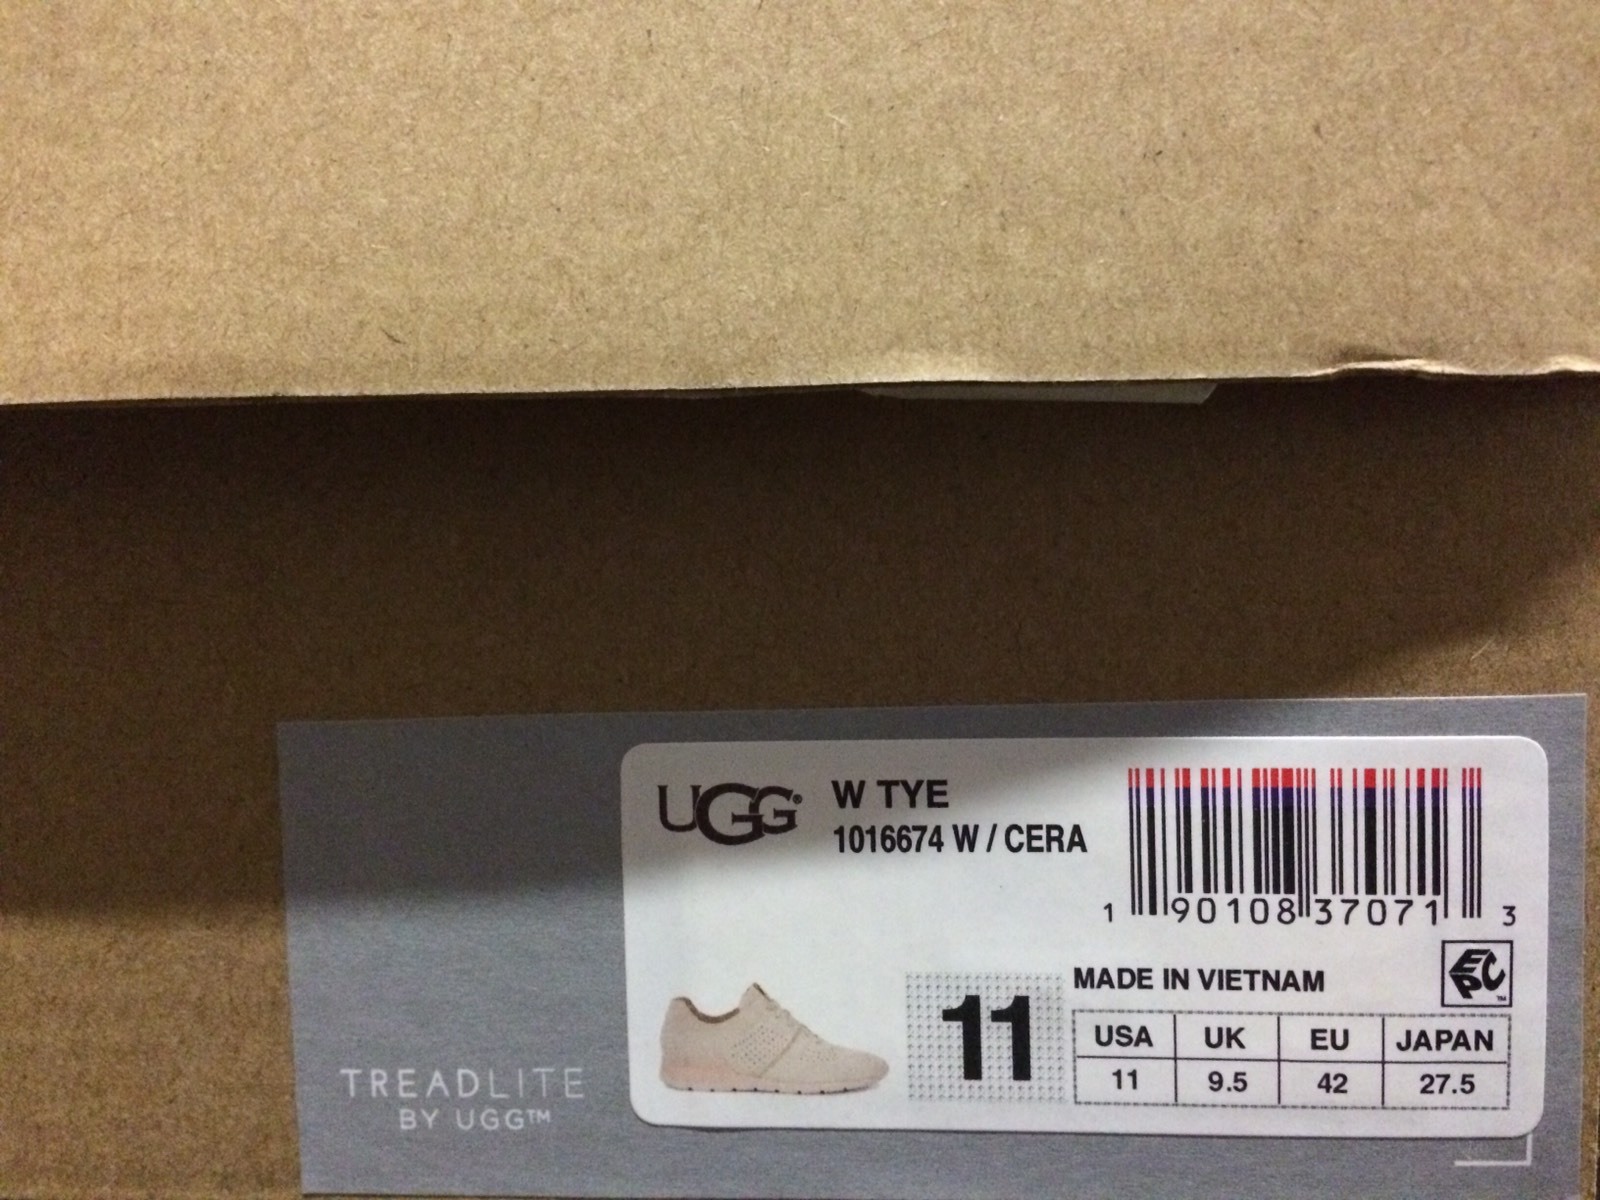 UGG®
W TYE
1016674 W / CERA
1 90108 37071 3
MADE IN VIETNAM
EPC™
11
USA UK EU JAPAN
11 9.5 42 27.5
TREADLITE
BY UGG™